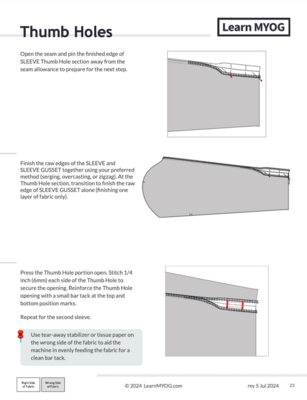 Thumb Holes
Learn MYOG
Open the seam and pin the finished edge of
SLEEVE Thumb Hole section away from the
seam allowance to prepare for the next step.
Finish the raw edges of the SLEEVE and
SLEEVE GUSSET together using your preferred
method (serging, overcasting, or zigzag). At the
Thumb Hole section, transition to finish the raw
edge of SLEEVE GUSSET alone (finishing one
layer of fabric only).
Press the Thumb Hole portion open. Stitch 1/4
inch (6mm) each side of the Thumb Hole to
secure the opening. Reinforce the Thumb Hole
opening with a small bar tack at the top and
bottom position marks.
Repeat for the second sleeve.
Use tear-away stabilizer or tissue paper on
the wrong side of the fabric to aid the
machine in evenly feeding the fabric for a
clean bar tack.
Right Side
of Fabric
Wrong Side
of Fabric
© 2024 LearnMYOG.com
rev 5 Jul 2024